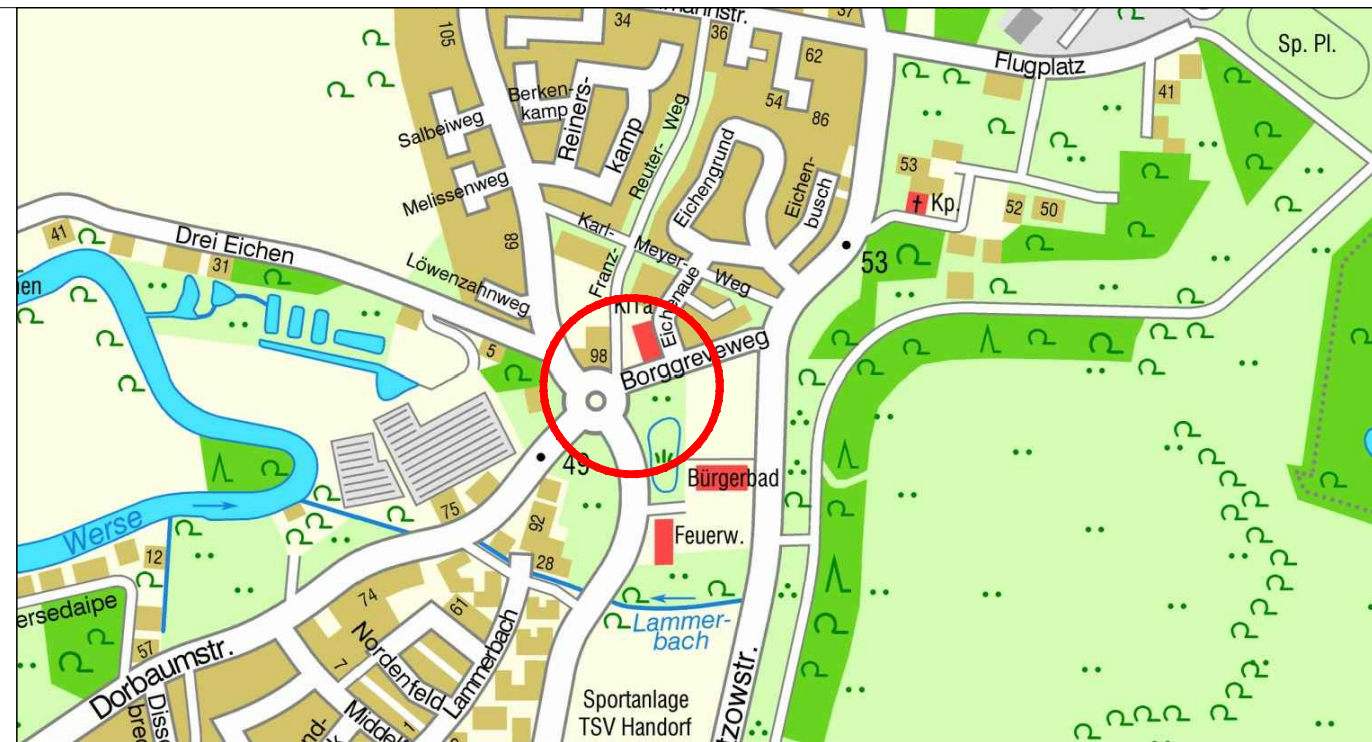 105
34
36
37
62
Sp. Pl.
Flugplatz
Berken-
kamp
Reiners-
kamp
54
86
41
Salbeiweg
Reuter-
Weg
Eichengrund
Eichen-
busch
53
Kp.
52
50
Melissenweg
Karl-
Meyer-
Weg
Franz-
41
Drei Eichen
31
68
Löwenzahnweg
53
Eichenaue
98
5
Borggreveweg
49
Bürgerbad
Werse
75
92
Feuerw.
12
28
74
61
Lammer-
bach
57
Nordenfeld
7
Lammerbach
Dorbaumstr.
1
Sportanlage
TSV Handorf